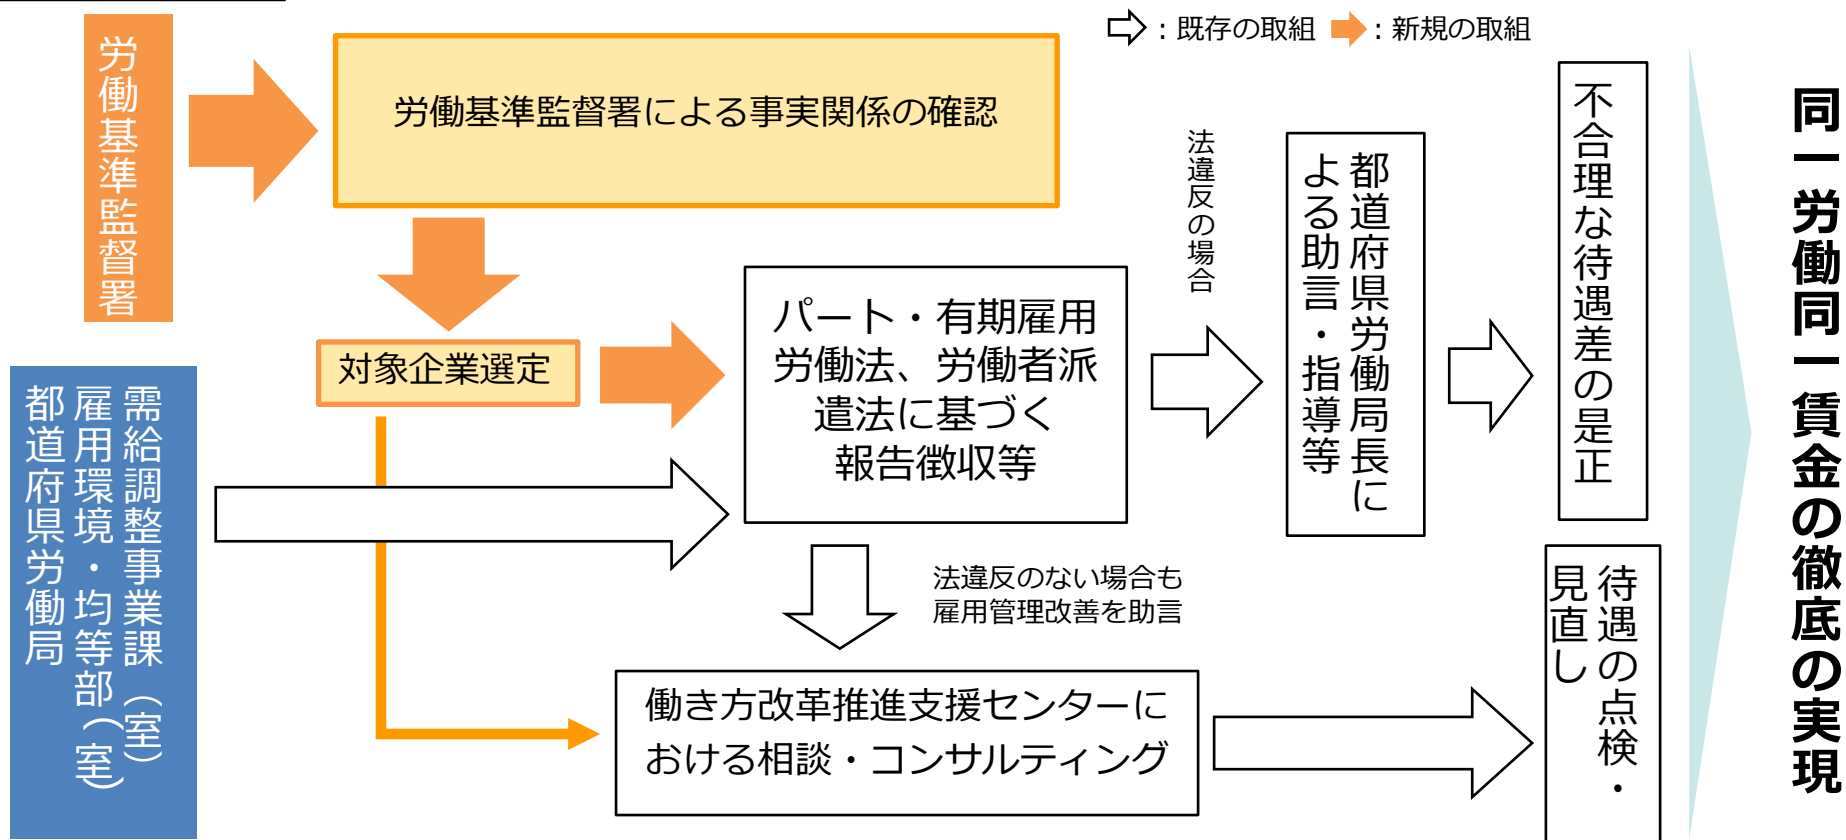 ：既存の取組
：新規の取組
労働基準監督署
労働基準監督署による事実関係の確認
対象企業選定
都道府県労働局
雇用環境・均等部（室）
需給調整事業課（室）
パート・有期雇用
労働法、労働者派
遣法に基づく
報告徴収等
法違反の場合
都道府県労働局長に
よる助言・指導等
不合理な待遇差の是正
法違反のない場合も
雇用管理改善を助言
働き方改革推進支援センターに
おける相談・コンサルティング
待遇の点検・
見直し
同一労働同一賃金の徹底の実現